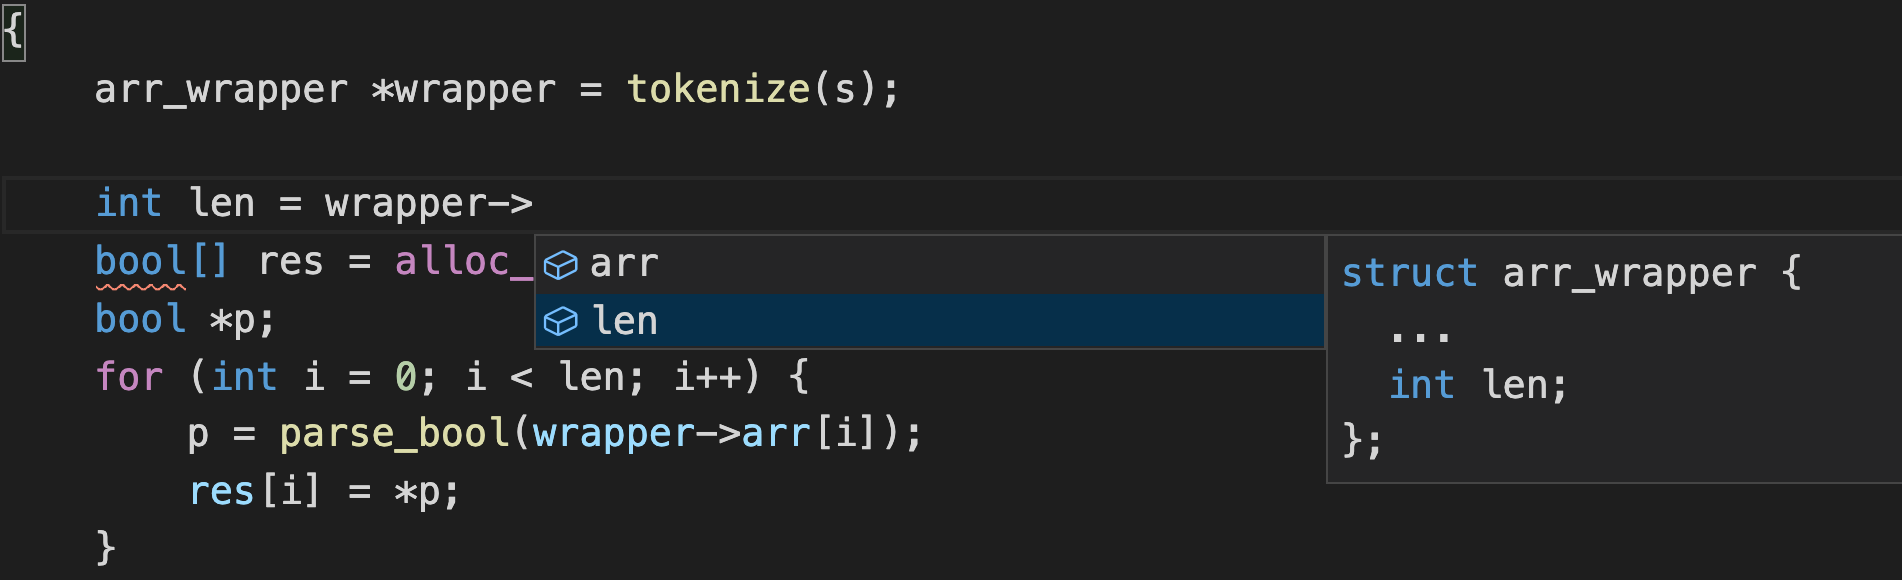 {
    arr_wrapper *wrapper = tokenize(s);
    int len = wrapper->
    bool[] res = alloc_
arr
    bool *p;
len
    for (int i = 0; i < len; i++) {
        p = parse_bool(wrapper->arr[i]);
        res[i] = *p;
    }
struct arr_wrapper {
  ...
  int len;
};